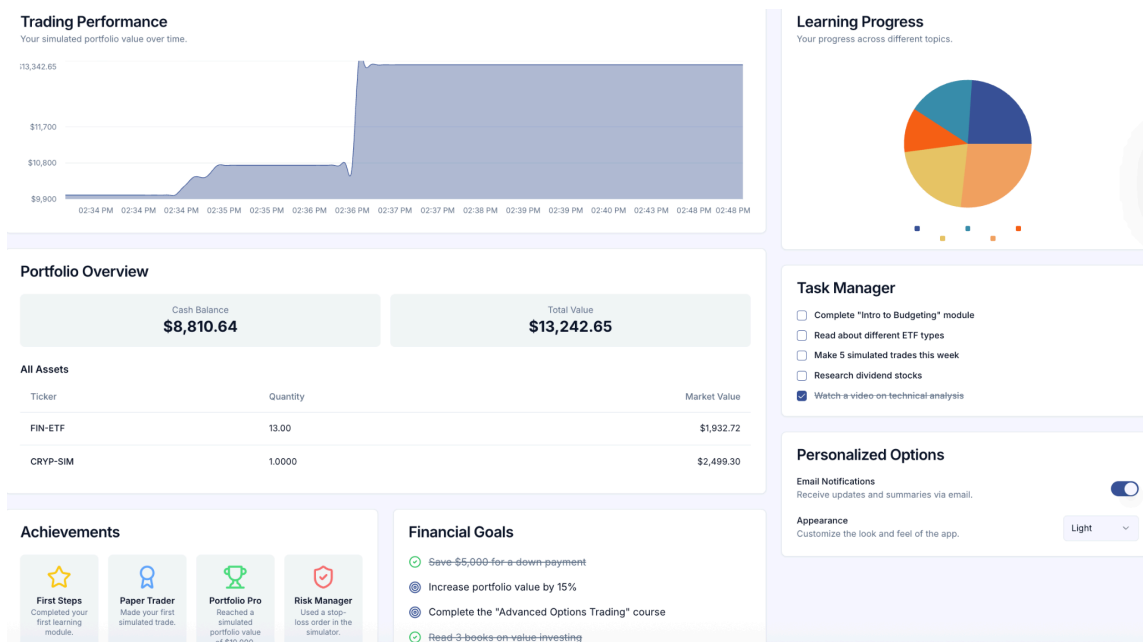 Trading Performance
Your simulated portfolio value over time.
13,342.65
$11,700
$10,800
$9,900
02:34 PM 02:34 PM 02:34 PM 02:35 PM 02:35 PM 02:36 PM 02:36 PM 02:37 PM 02:37 PM 02:38 PM 02:39 PM 02:39 PM 02:40 PM 02:43 PM 02:48 PM 02:48 PM
Learning Progress
Your progress across different topics.
Portfolio Overview
Cash Balance
$8,810.64
Total Value
$13,242.65
All Assets
Ticker Quantity Market Value
FIN-ETF 13.00 $1,932.72
CRYP-SIM 1.0000 $2,499.30
Task Manager
Complete "Intro to Budgeting" module
Read about different ETF types
Make 5 simulated trades this week
Research dividend stocks
Watch a video on technical analysis
Personalized Options
Email Notifications
Receive updates and summaries via email.
Appearance
Customize the look and feel of the app.
Light
Achievements
First Steps
Completed your
first learning
module.
Paper Trader
Made your first
simulated trade.
Portfolio Pro
Reached a
simulated
portfolio value
of $10,000
Risk Manager
Used a stop-
loss order in the
simulator.
Financial Goals
Save $5,000 for a down payment
Increase portfolio value by 15%
Complete the "Advanced Options Trading" course
Read 3 books on value investing